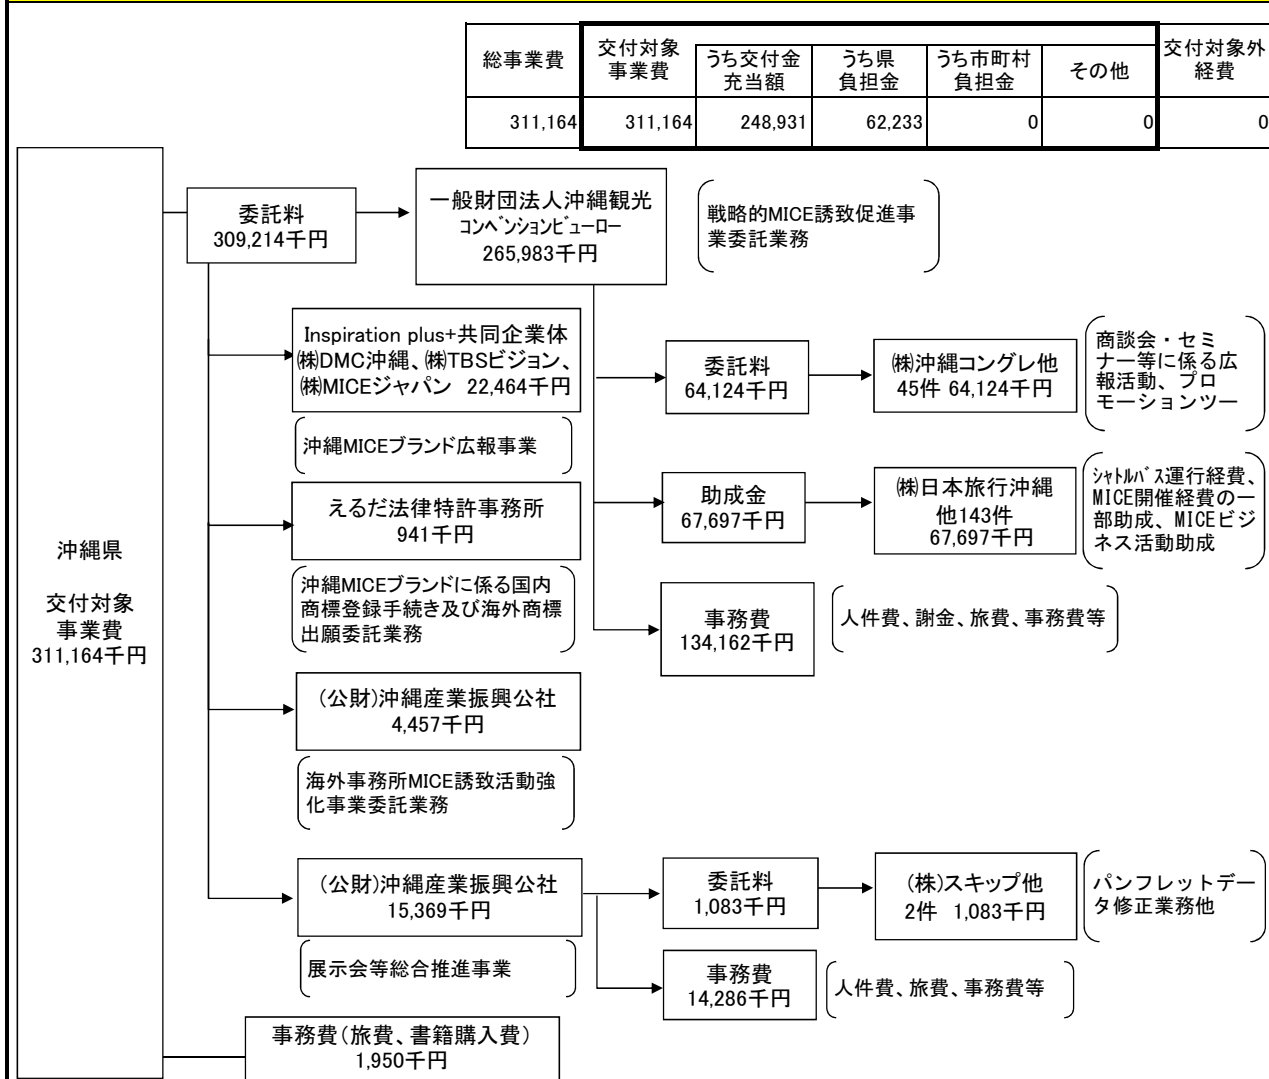 総事業費
交付対象
事業費
うち交付金
充当額
うち県
負担金
うち市町村
負担金
その他
交付対象外
経費
311,164 311,164 248,931 62,233 0 0 0
沖縄県
交付対象
事業費
311,164千円
委託料
309,214千円
一般財団法人沖縄観光
コンベンションビューロー
265,983千円
戦略的MICE誘致促進事
業委託業務
Inspiration plus+共同企業体
㈱DMC沖縄、㈱TBSビジョン、
㈱MICEジャパン 22,464千円
沖縄MICEブランド広報事業
委託料
64,124千円
㈱沖縄コングレ他
45件 64,124千円
商談会・セミ
ナー等に係る広
報活動、プロ
モーションツー
えるだ法律特許事務所
941千円
沖縄MICEブランドに係る国内
商標登録手続き及び海外商標
出願委託業務
助成金
67,697千円
㈱日本旅行沖縄
他143件
67,697千円
シャトルバス運行経費、
MICE開催経費の一
部助成、MICEビジ
ネス活動助成
事務費
134,162千円
人件費、謝金、旅費、事務費等
(公財)沖縄産業振興公社
4,457千円
海外事務所MICE誘致活動強
化事業委託業務
(公財)沖縄産業振興公社
15,369千円
展示会等総合推進事業
委託料
1,083千円
(株)スキップ他
2件 1,083千円
パンフレットデー
タ修正業務他
事務費
14,286千円
人件費、旅費、事務費等
事務費(旅費、書籍購入費)
1,950千円